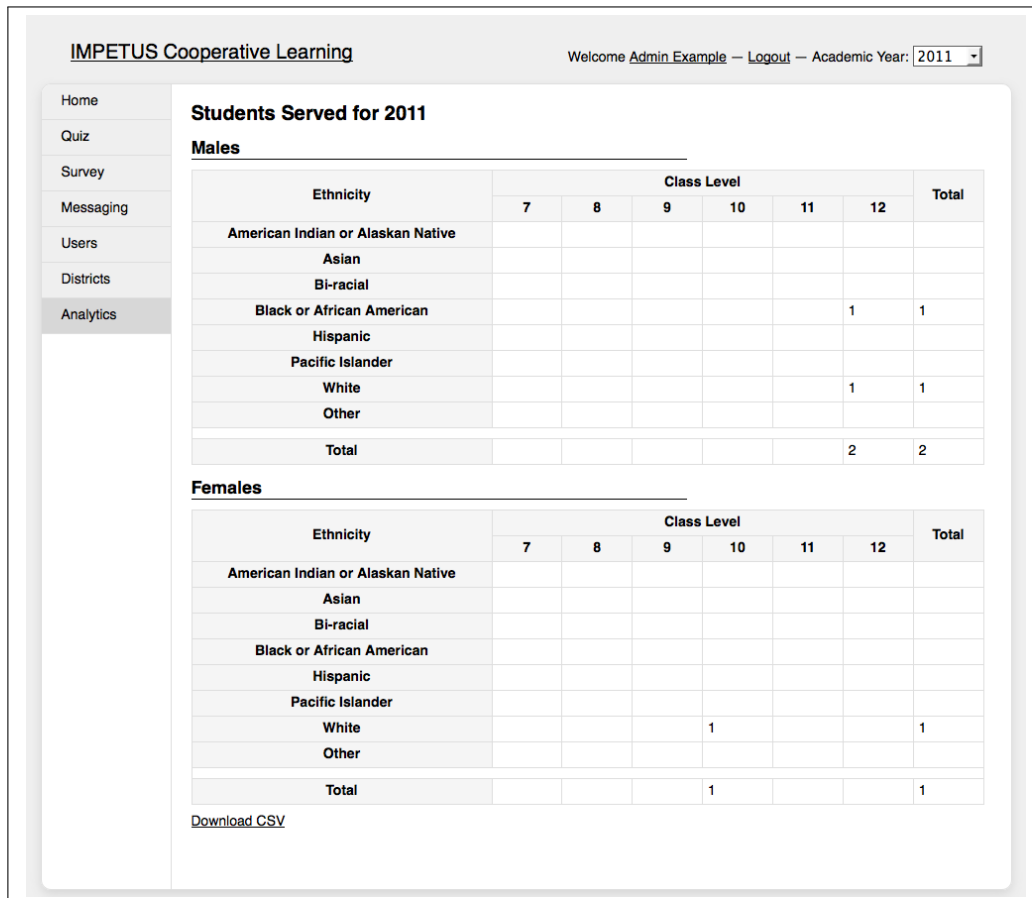 IMPETUS Cooperative Learning
Welcome Admin Example — Logout — Academic Year: 2011
Home
Quiz
Survey
Messaging
Users
Districts
Analytics
Students Served for 2011
Males
Ethnicity Class Level Total
7 8 9 10 11 12
American Indian or Alaskan Native
Asian
Bi-racial
Black or African American 1 1
Hispanic
Pacific Islander
White 1 1
Other
Total 2 2
Females
Ethnicity Class Level Total
7 8 9 10 11 12
American Indian or Alaskan Native
Asian
Bi-racial
Black or African American
Hispanic
Pacific Islander
White 1 1
Other
Total 1 1
Download CSV